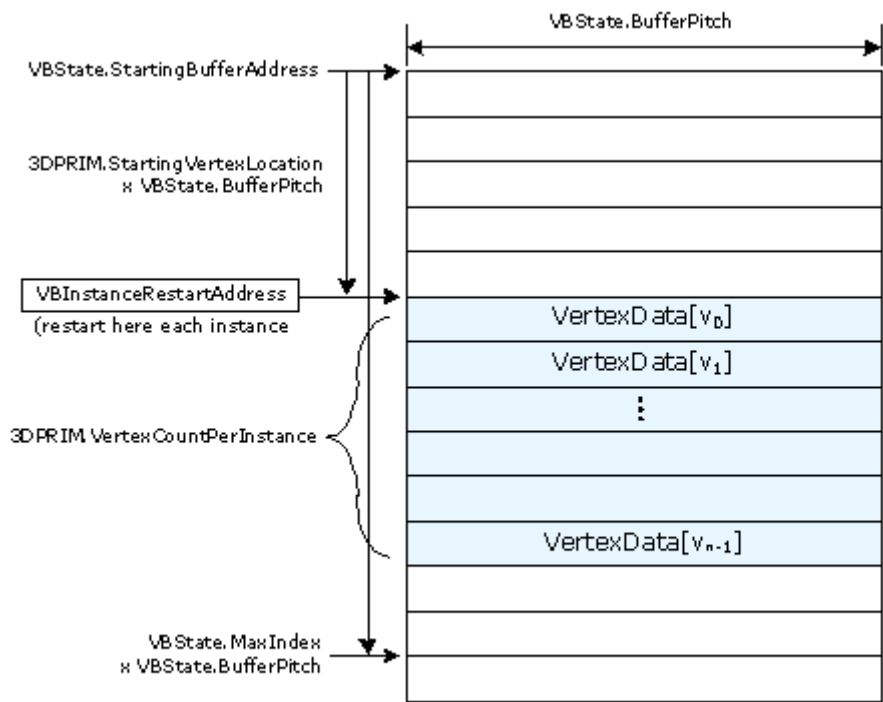 VBState.BufferPitch
VBState.StartingBufferAddress
3DPRIM.StartingVertexLocation
x VBState.BufferPitch
VBInstanceRestartAddress
(restart here each instance
VertexData[v₀]
VertexData[v₁]
⋮
3DPRIM.VertexCountPerInstance
VertexData[vₙ₋₁]
VBState.MaxIndex
x VBState.BufferPitch